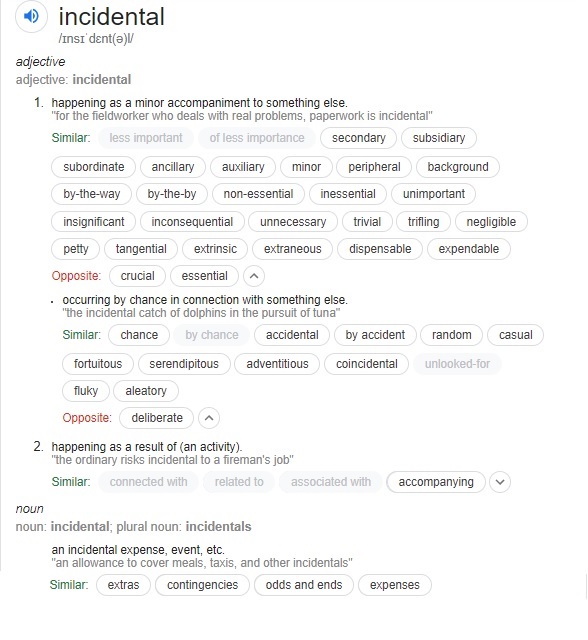 incidental
/ɪnsɪˈdɛnt(ə)l/
adjective
adjective: incidental
1. happening as a minor accompaniment to something else.
"for the fieldworker who deals with real problems, paperwork is incidental"
Similar: less important of less importance secondary subsidiary
subordinate ancillary auxiliary minor peripheral background
by-the-way by-the-by non-essential inessential unimportant
insignificant inconsequential unnecessary trivial trifling negligible
petty tangential extrinsic extraneous dispensable expendable
Opposite: crucial essential
• occurring by chance in connection with something else.
"the incidental catch of dolphins in the pursuit of tuna"
Similar: chance by chance accidental by accident random casual
fortuitous serendipitous adventitious coincidental unlooked-for
fluky aleatory
Opposite: deliberate
2. happening as a result of (an activity).
"the ordinary risks incidental to a fireman's job"
Similar: connected with related to associated with accompanying
noun
noun: incidental; plural noun: incidentals
an incidental expense, event, etc.
"an allowance to cover meals, taxis, and other incidentals"
Similar: extras contingencies odds and ends expenses